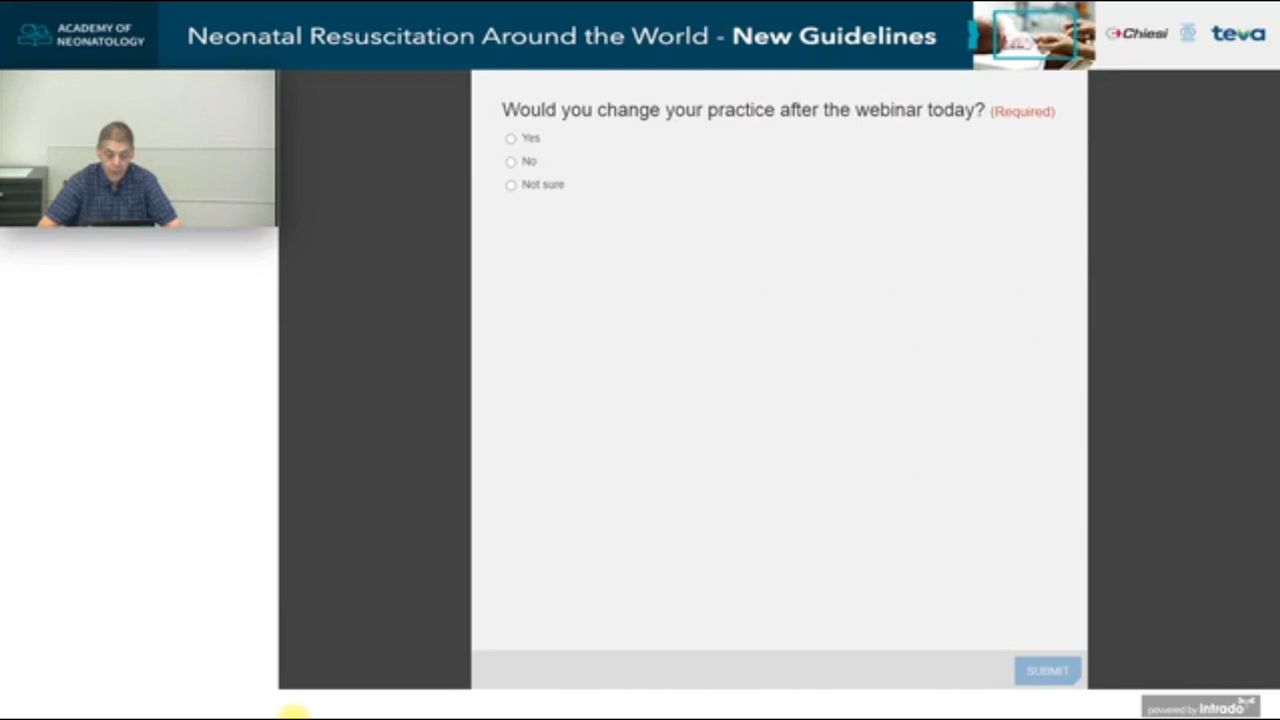 ACADEMY OF
NEONATOLOGY
Neonatal Resuscitation Around the World - New Guidelines
Chiesi
teva
Would you change your practice after the webinar today? (Required)
Yes
No
Not sure
SUBMIT
powered by intrado